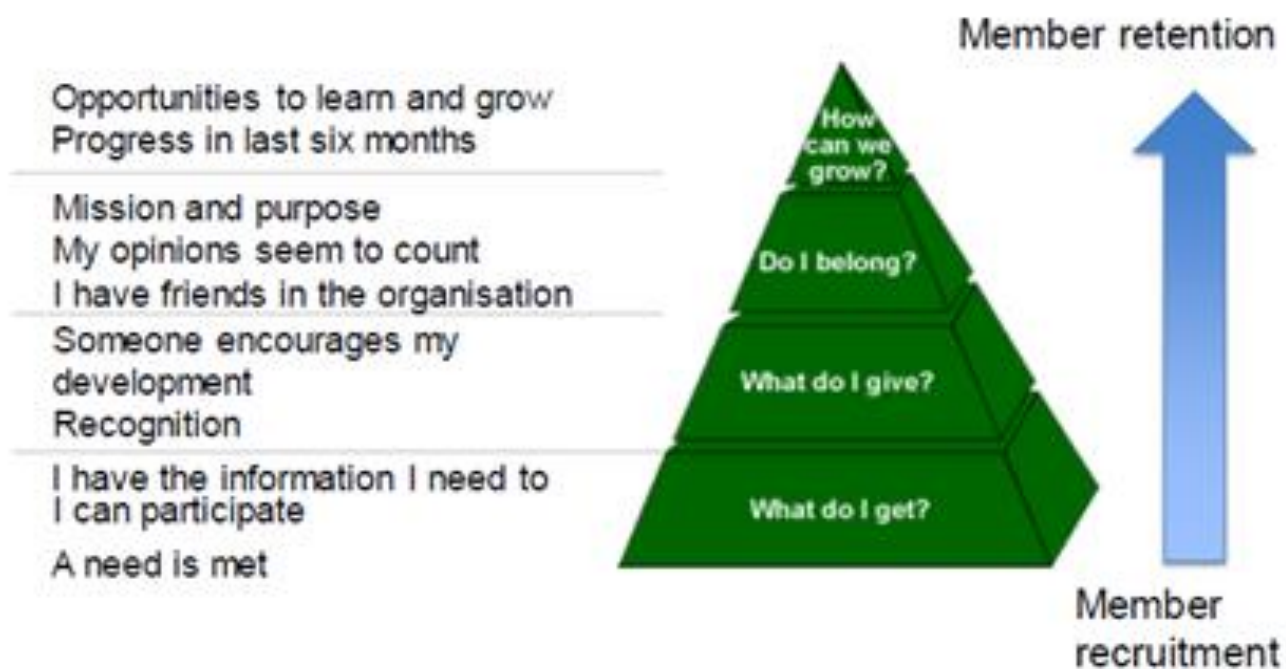 Member retention
Opportunities to learn and grow
Progress in last six months
How
can we
grow?
Mission and purpose
My opinions seem to count
I have friends in the organisation
Do I belong?
Someone encourages my
development
Recognition
What do I give?
I have the information I need to
I can participate
A need is met
What do I get?
Member
recruitment